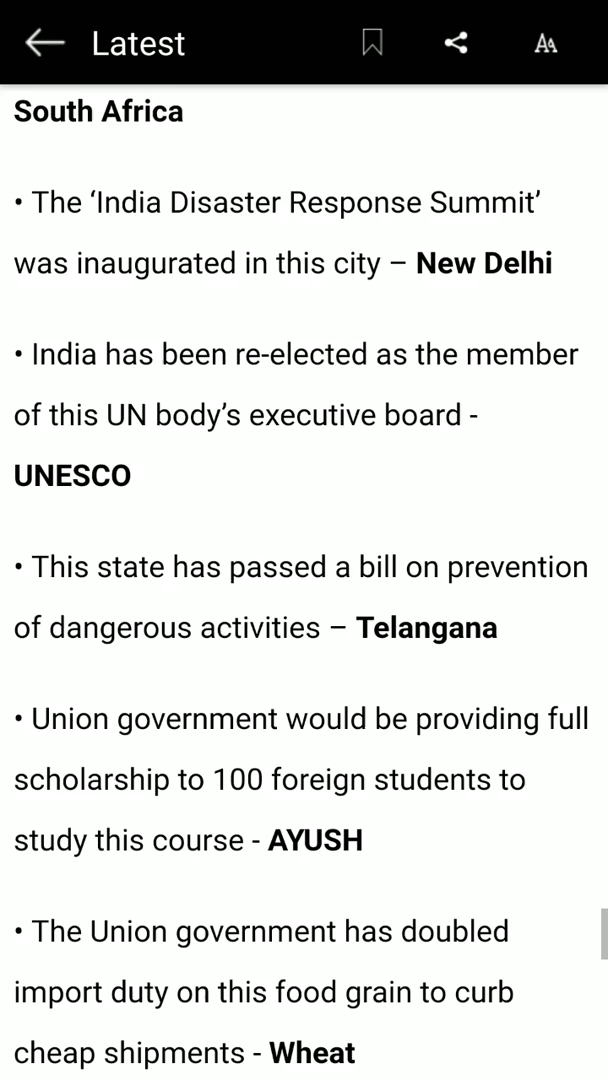 Latest
AA
South Africa
• The ‘India Disaster Response Summit’
was inaugurated in this city – New Delhi
• India has been re-elected as the member
of this UN body’s executive board -
UNESCO
• This state has passed a bill on prevention
of dangerous activities – Telangana
• Union government would be providing full
scholarship to 100 foreign students to
study this course - AYUSH
• The Union government has doubled
import duty on this food grain to curb
cheap shipments - Wheat